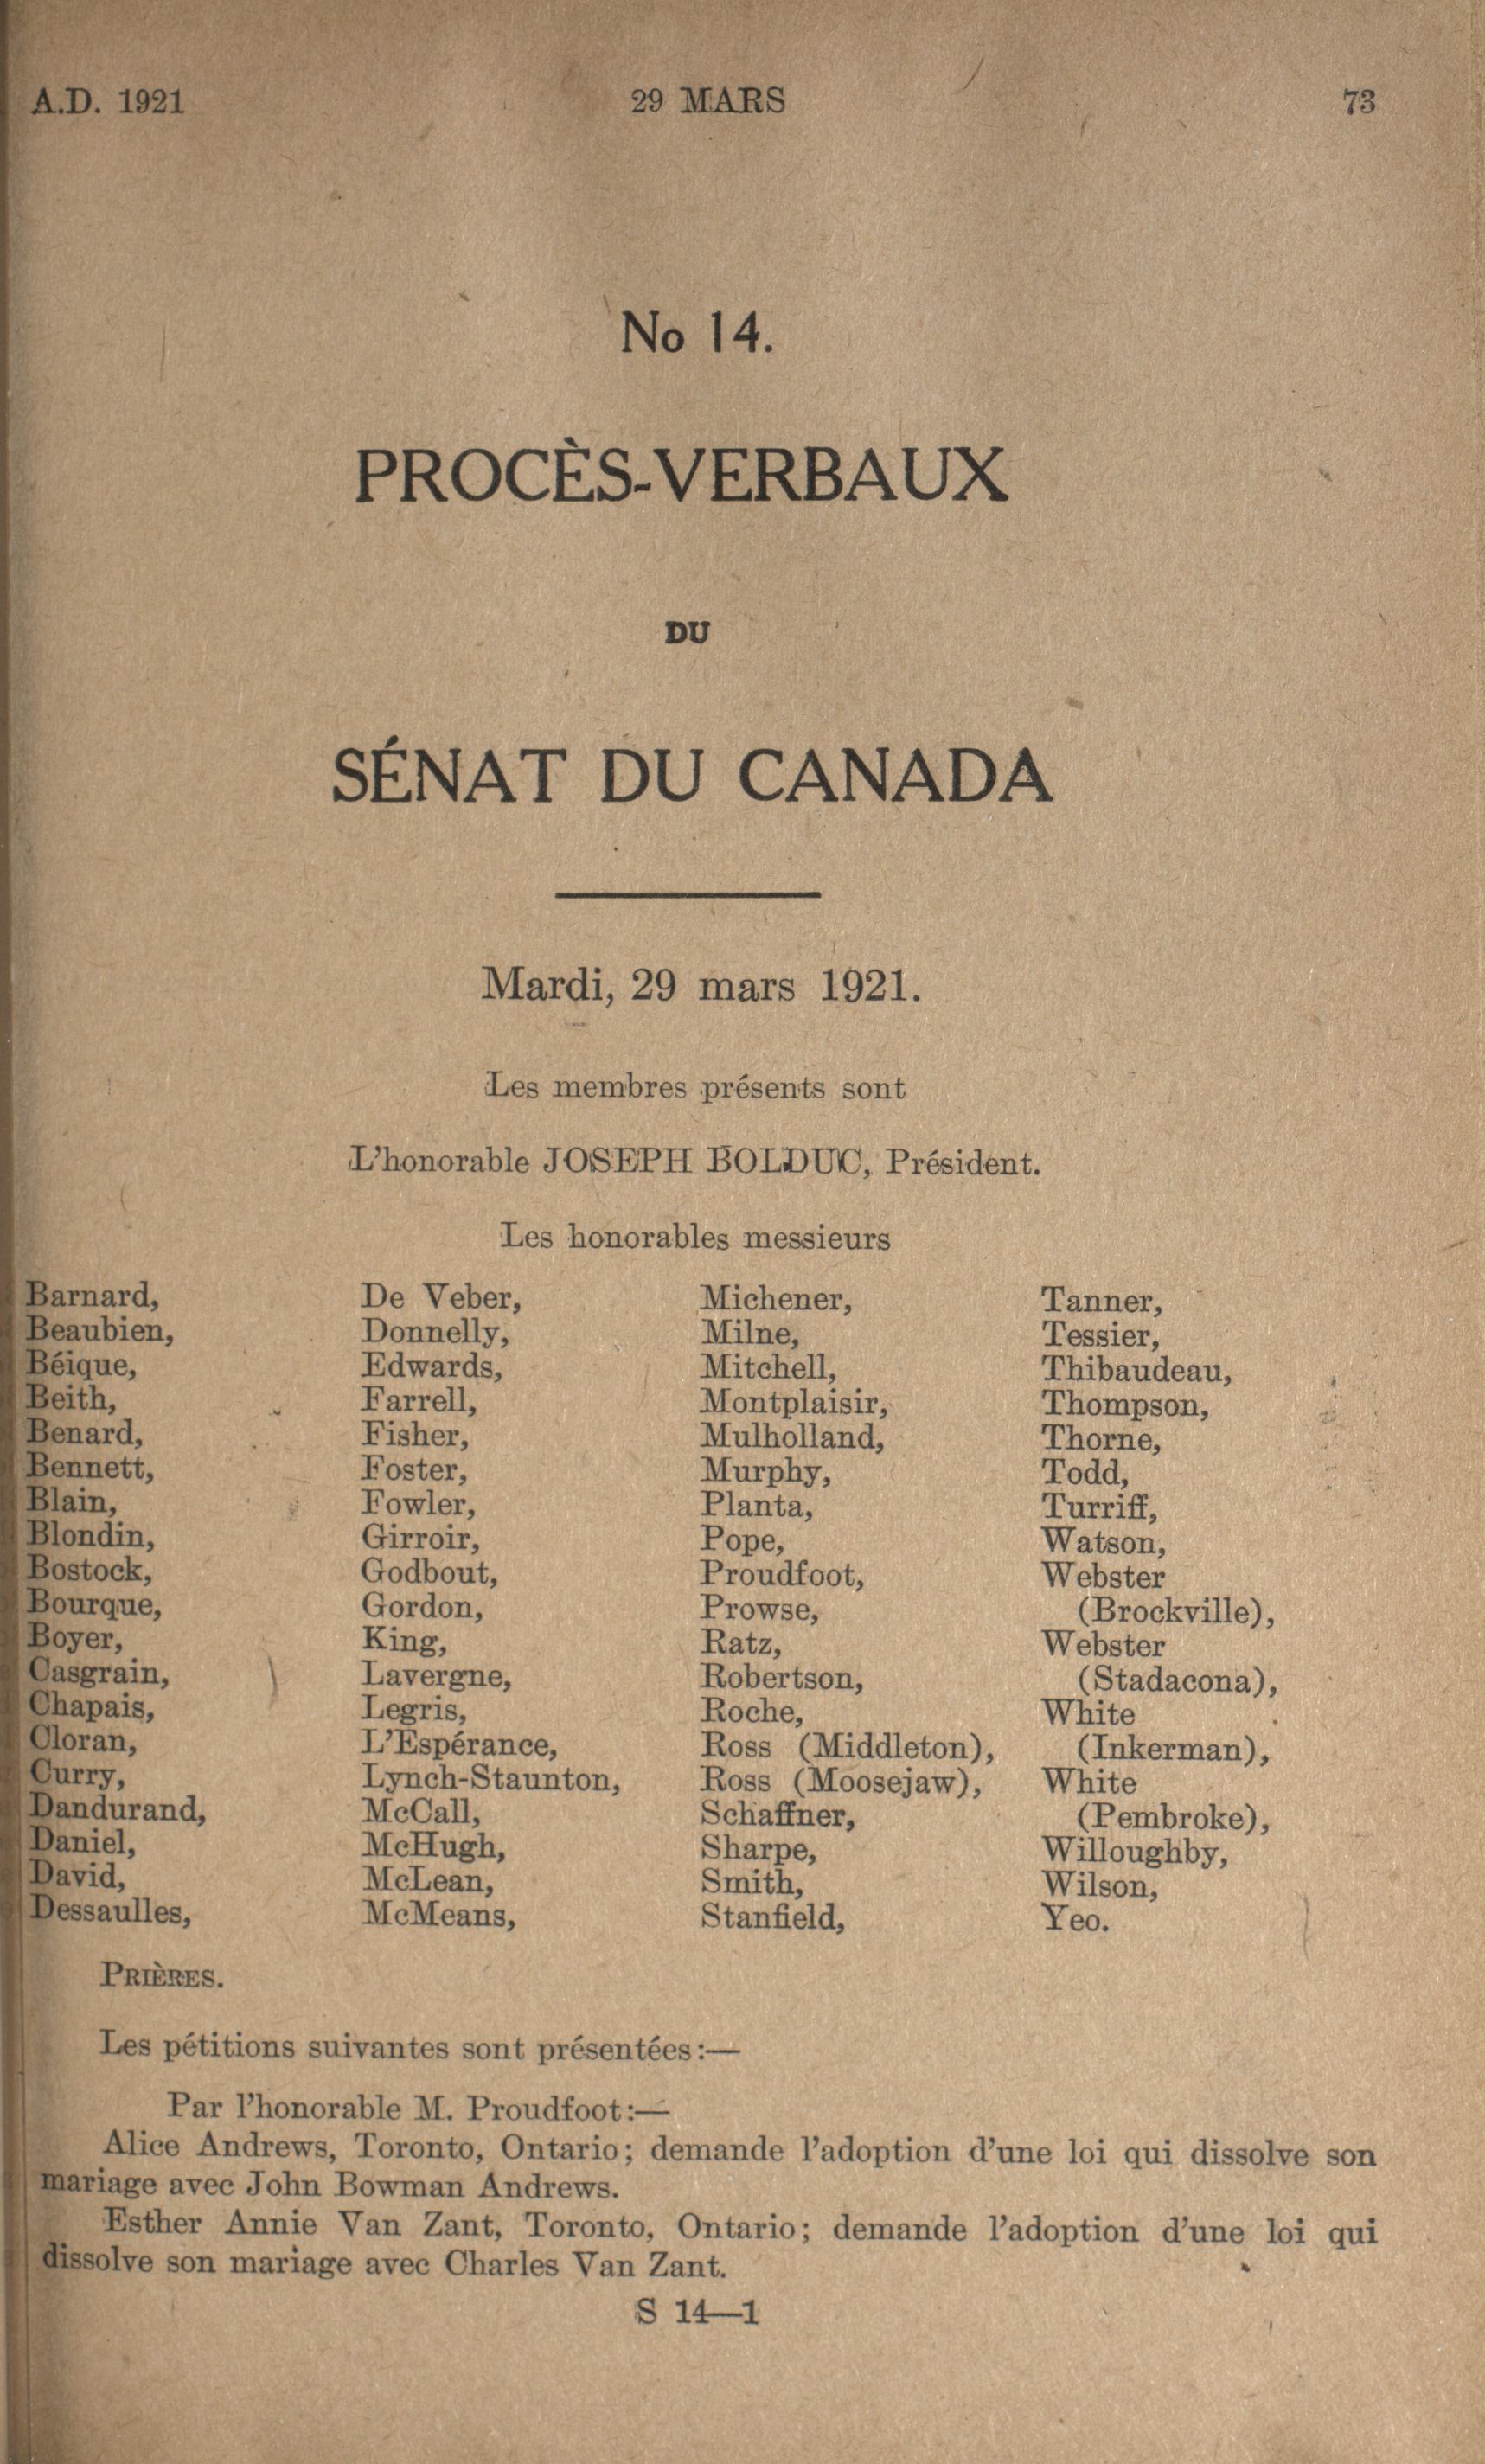 A.D. 1921 29 MARS 73
No 14.
PROCÈS-VERBAUX
DU
SÉNAT DU CANADA
Mardi, 29 mars 1921.
Les membres présents sont
L'honorable JOSEPH BOLDUC, Président.
Les honorables messieurs
Barnard,
Beaubien,
Béique,
Beith,
Benard,
Bennett,
Blain,
Blondin,
Bostock,
Bourque,
Boyer,
Casgrain,
Chapais,
Cloran,
Curry,
Dandurand,
Daniel,
David,
Dessaulles,
De Veber,
Donnelly,
Edwards,
Farrell,
Fisher,
Foster,
Fowler,
Girroir,
Godbout,
Gordon,
King,
Lavergne,
Legris,
L'Espérance,
Lynch-Staunton,
McCall,
McHugh,
McLean,
McMeans,
Michener,
Milne,
Mitchell,
Montplaisir,
Mulholland,
Murphy,
Planta,
Pope,
Proudfoot,
Prowse,
Ratz,
Robertson,
Roche,
Ross (Middleton),
Ross (Moosejaw),
Schaffner,
Sharpe,
Smith,
Stanfield,
Tanner,
Tessier,
Thibaudeau,
Thompson,
Thorne,
Todd,
Turriff,
Watson,
Webster
(Brockville),
Webster
(Stadacona),
White
(Inkerman),
White
(Pembroke),
Willoughby,
Wilson,
Yeo.
PRIÈRES.
Les pétitions suivantes sont présentées:—
Par l'honorable M. Proudfoot:—
Alice Andrews, Toronto, Ontario; demande l'adoption d'une loi qui dissolve son
mariage avec John Bowman Andrews.
Esther Annie Van Zant, Toronto, Ontario; demande l'adoption d'une loi qui
dissolve son mariage avec Charles Van Zant.
S 14—1